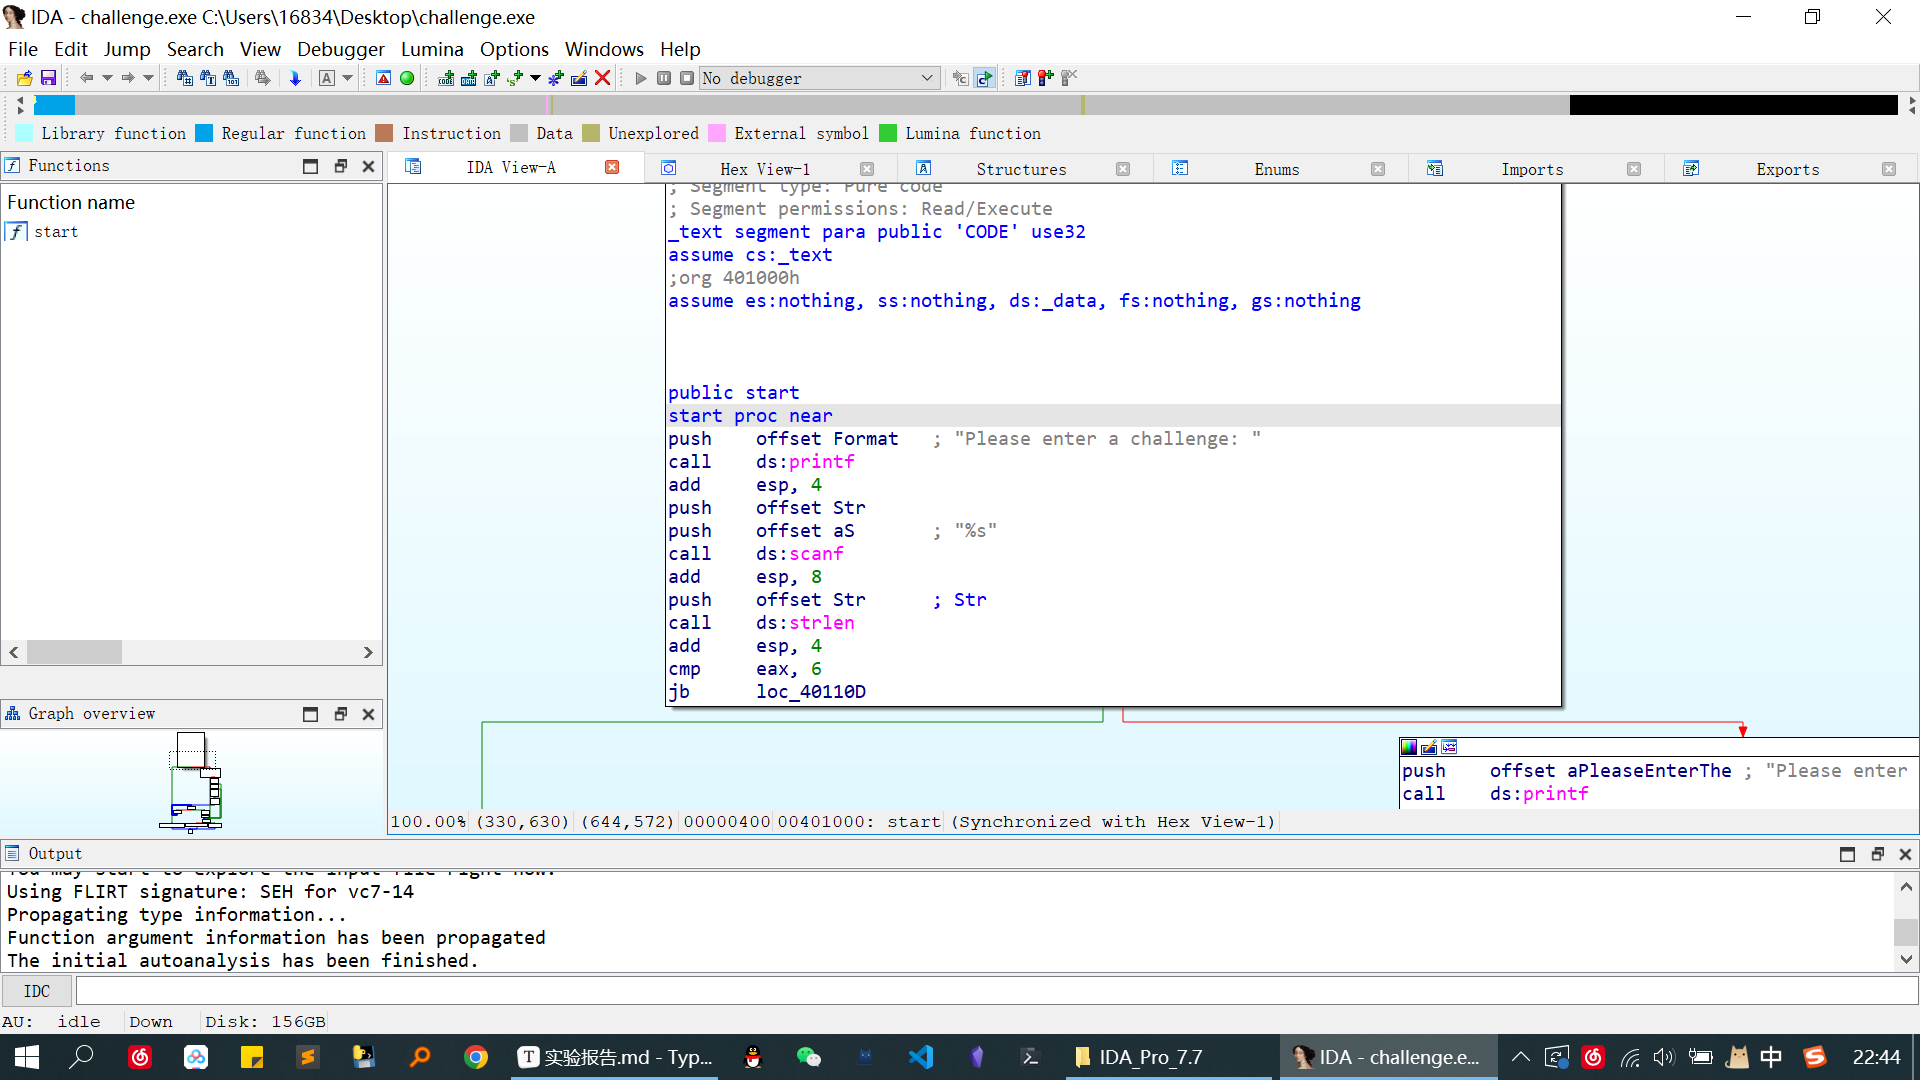 IDA - challenge.exe C:\Users\16834\Desktop\challenge.exe
File Edit Jump Search View Debugger Lumina Options Windows Help
No debugger
Library function Regular function Instruction Data Unexplored External symbol Lumina function
Functions
Function name
start
Graph overview
IDA View-A Hex View-1 Structures Enums Imports Exports
; Segment type: Pure code
; Segment permissions: Read/Execute
_text segment para public 'CODE' use32
assume cs:_text
;org 401000h
assume es:nothing, ss:nothing, ds:_data, fs:nothing, gs:nothing
public start
start proc near
push offset Format ; "Please enter a challenge: "
call ds:printf
add esp, 4
push offset Str
push offset aS ; "%s"
call ds:scanf
add esp, 8
push offset Str ; Str
call ds:strlen
add esp, 4
cmp eax, 6
jb loc_40110D
push offset aPleaseEnterThe ; "Please enter
call ds:printf
100.00% (330,630) (644,572) 00000400 00401000: start (Synchronized with Hex View-1)
Output
You may start to explore the input file right now.
Using FLIRT signature: SEH for vc7-14
Propagating type information...
Function argument information has been propagated
The initial autoanalysis has been finished.
IDC
AU: idle Down Disk: 156GB
实验报告.md - Typ... IDA_Pro_7.7 IDA - challenge.e... 中 22:44